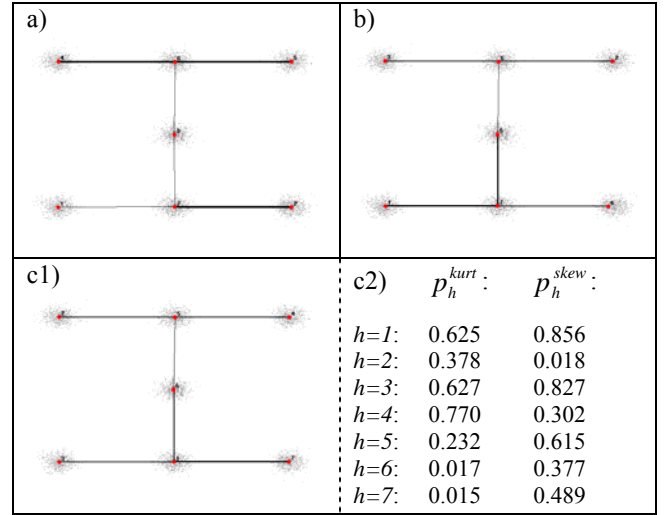 a)
b)
c1)
c2) p_h^{kurt}: p_h^{skew}:
h=1: 0.625 0.856
h=2: 0.378 0.018
h=3: 0.627 0.827
h=4: 0.770 0.302
h=5: 0.232 0.615
h=6: 0.017 0.377
h=7: 0.015 0.489